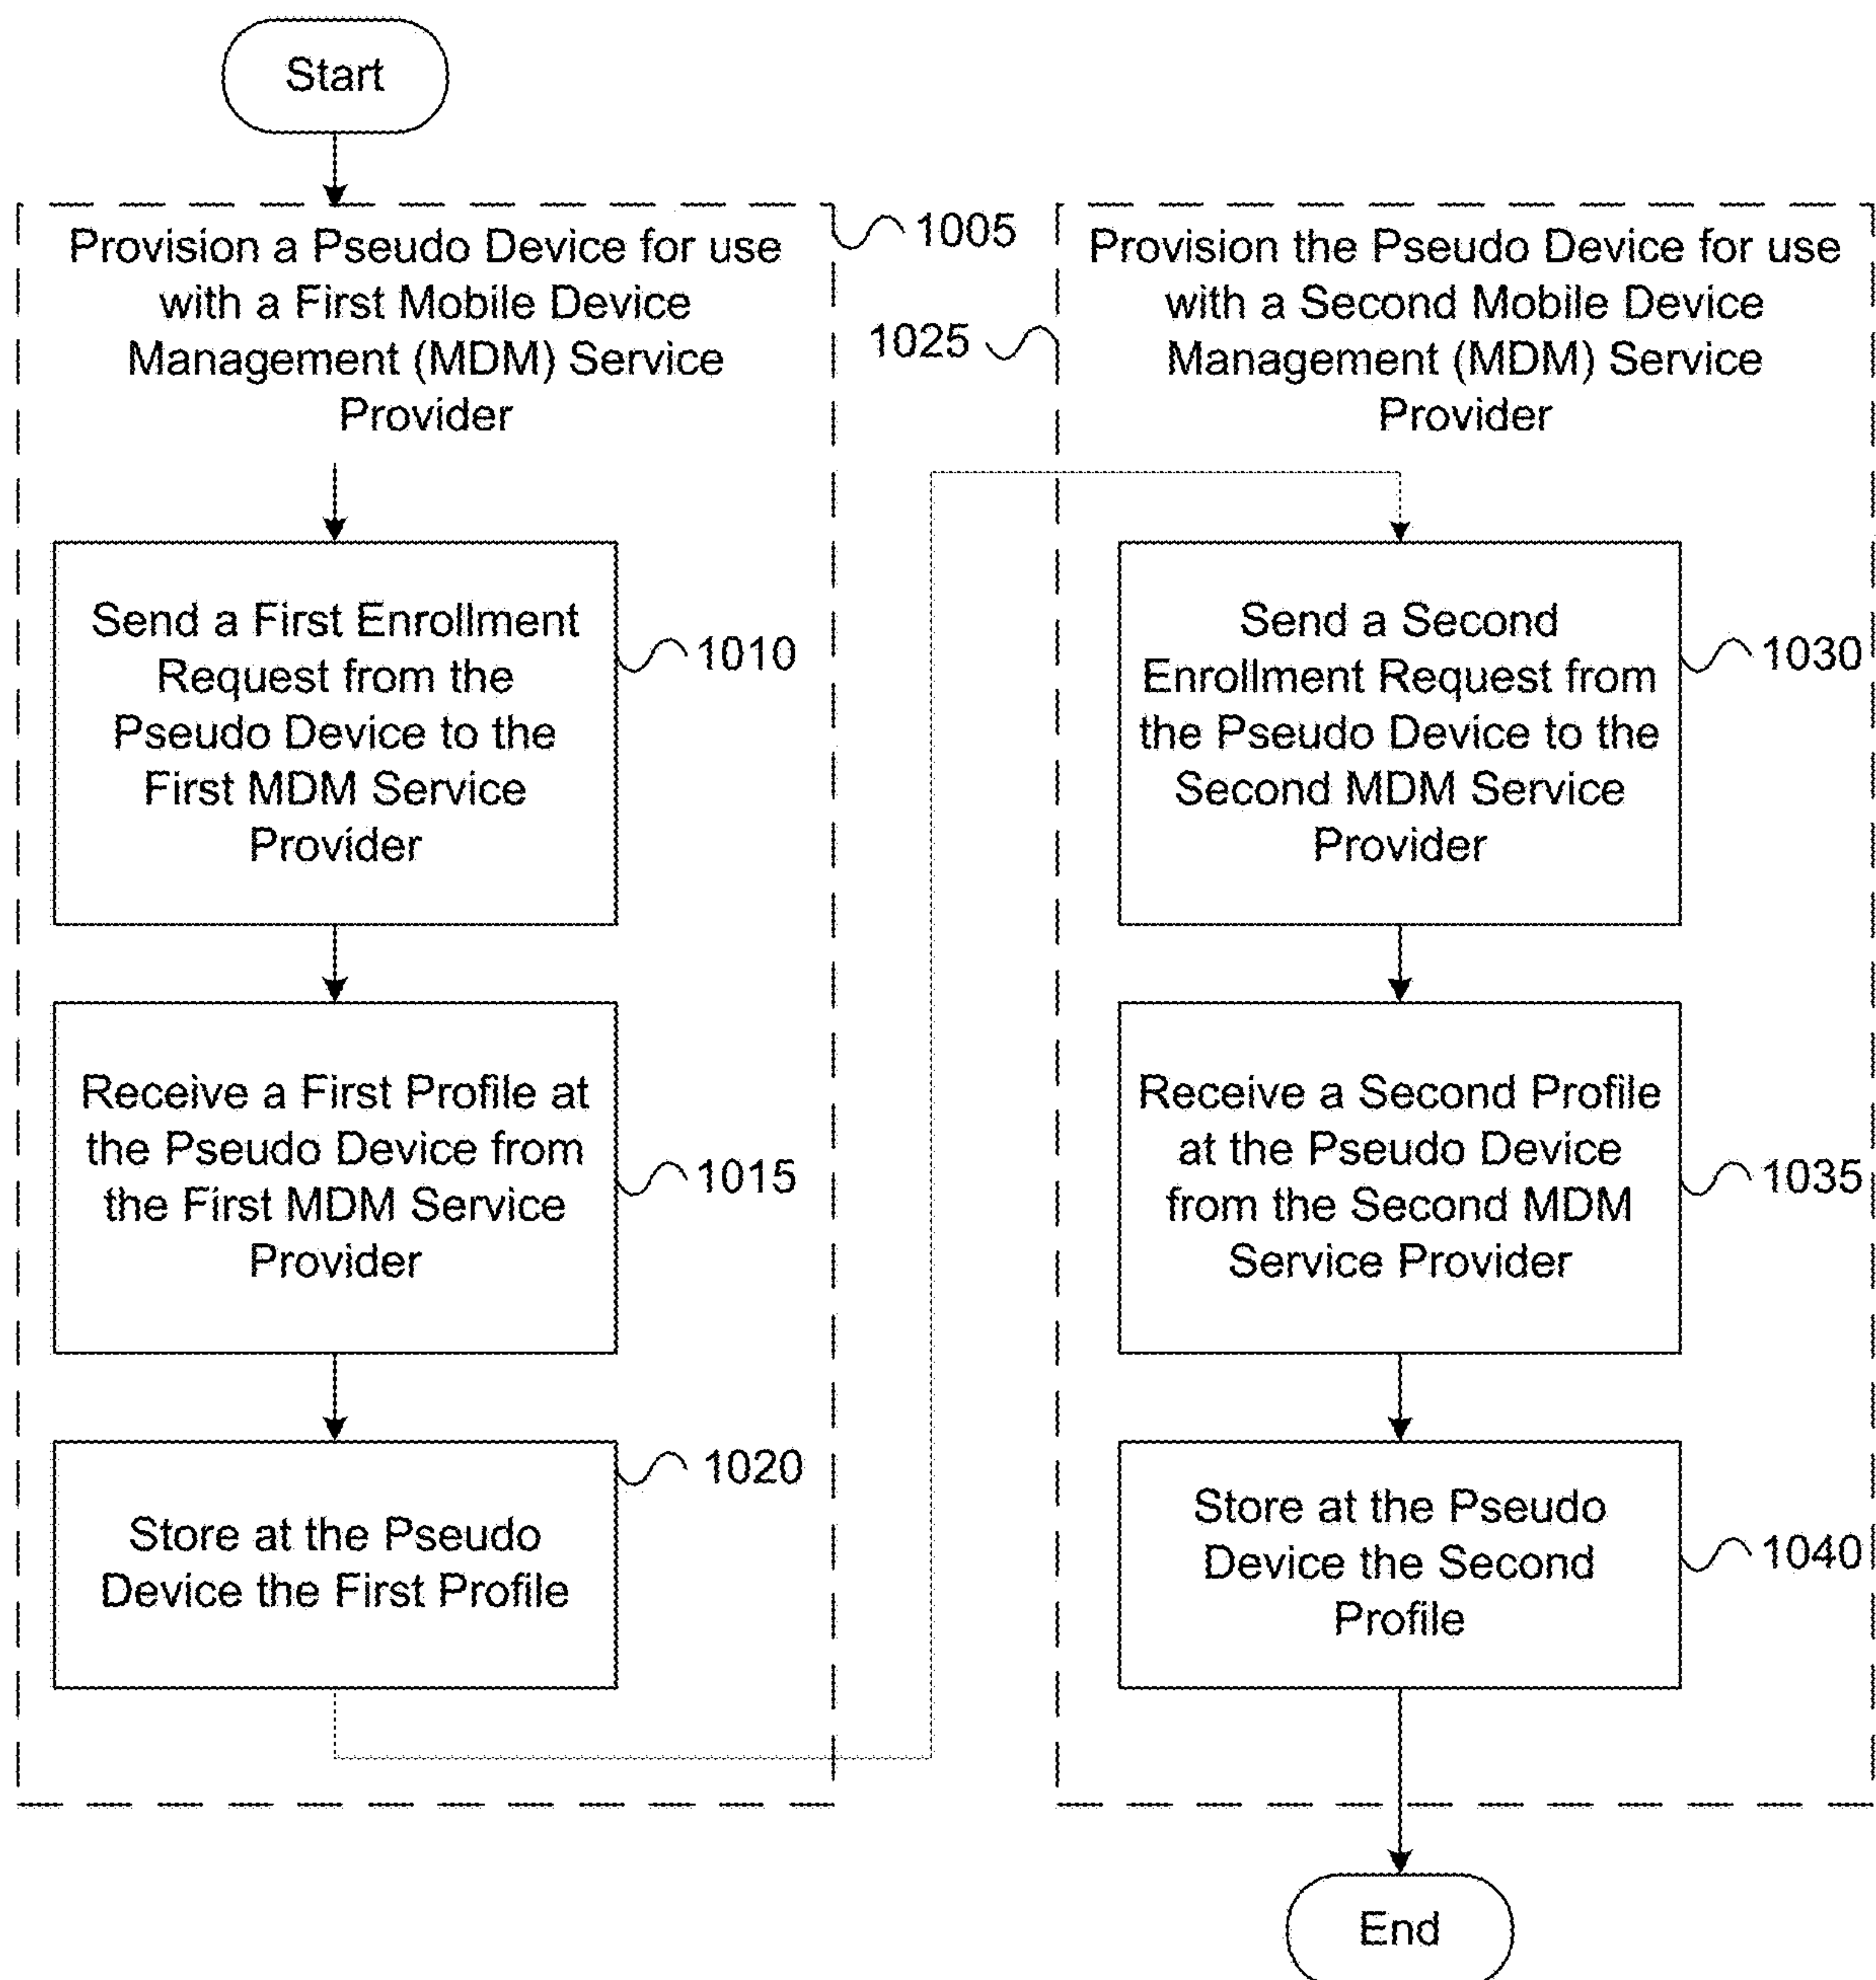 Start
Provision a Pseudo Device for use
with a First Mobile Device
Management (MDM) Service
Provider
1005
Send a First Enrollment
Request from the
Pseudo Device to the
First MDM Service
Provider
1010
Receive a First Profile at
the Pseudo Device from
the First MDM Service
Provider
1015
Store at the Pseudo
Device the First Profile
1020
Provision the Pseudo Device for use
with a Second Mobile Device
Management (MDM) Service
Provider
1025
Send a Second
Enrollment Request from
the Pseudo Device to the
Second MDM Service
Provider
1030
Receive a Second Profile
at the Pseudo Device
from the Second MDM
Service Provider
1035
Store at the Pseudo
Device the Second
Profile
1040
End